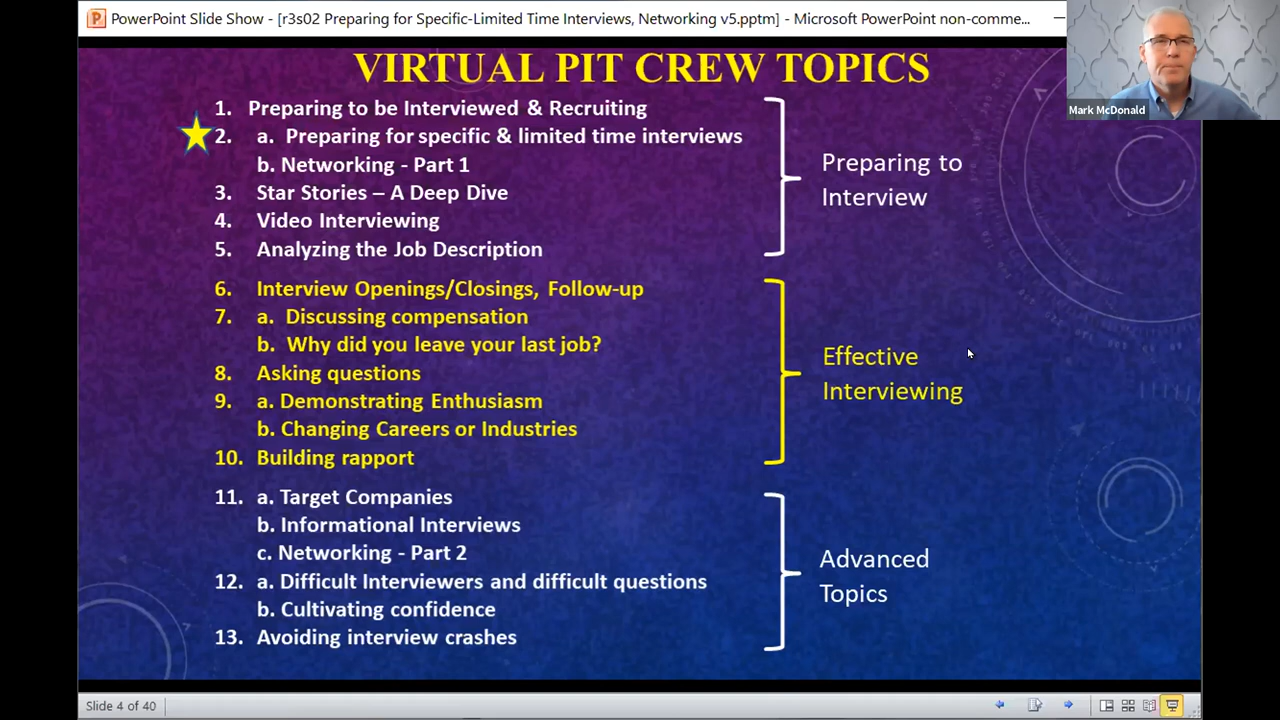 PowerPoint Slide Show - [r3s02 Preparing for Specific-Limited Time Interviews, Networking v5.pptm] - Microsoft PowerPoint non-comme...
Mark McDonald
VIRTUAL PIT CREW TOPICS
1. Preparing to be Interviewed & Recruiting
2. a. Preparing for specific & limited time interviews
b. Networking - Part 1
3. Star Stories – A Deep Dive
4. Video Interviewing
5. Analyzing the Job Description
Preparing to
Interview
6. Interview Openings/Closings, Follow-up
7. a. Discussing compensation
b. Why did you leave your last job?
8. Asking questions
9. a. Demonstrating Enthusiasm
b. Changing Careers or Industries
10. Building rapport
Effective
Interviewing
11. a. Target Companies
b. Informational Interviews
c. Networking - Part 2
12. a. Difficult Interviewers and difficult questions
b. Cultivating confidence
13. Avoiding interview crashes
Advanced
Topics
Slide 4 of 40